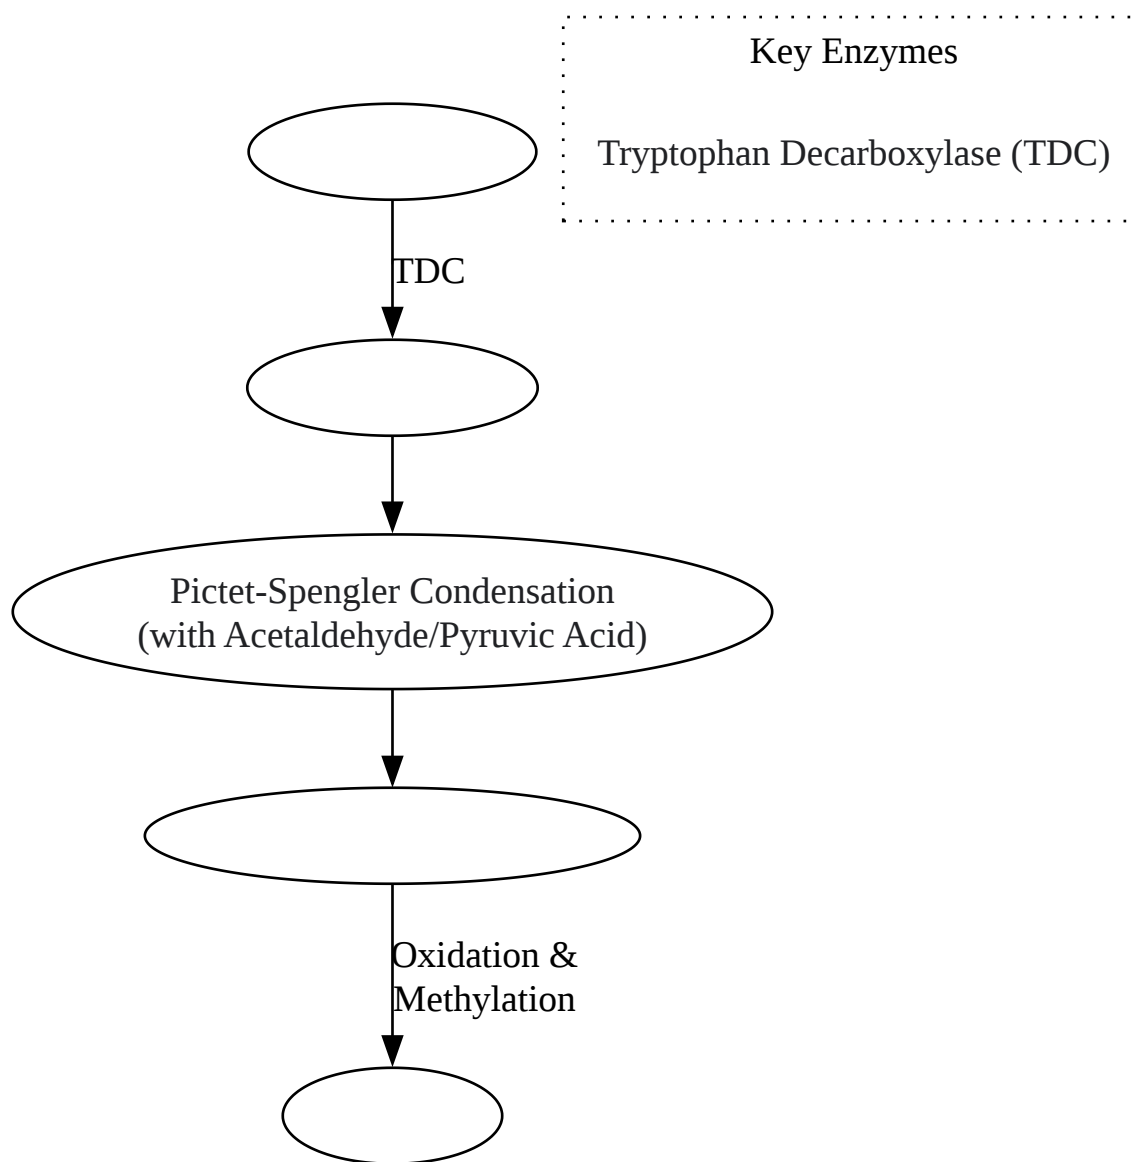 Key Enzymes
Tryptophan Decarboxylase (TDC)
TDC
Pictet-Spengler Condensation
(with Acetaldehyde/Pyruvic Acid)
Oxidation &
Methylation